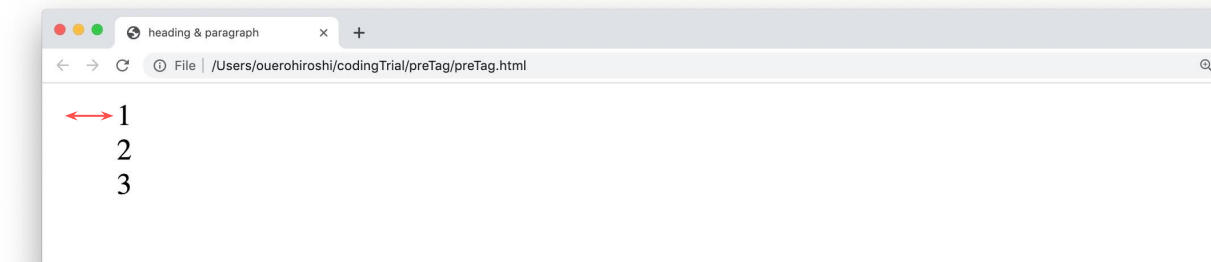 heading & paragraph
File | /Users/ouerohiroshi/codingTrial/preTag/preTag.html
1
2
3